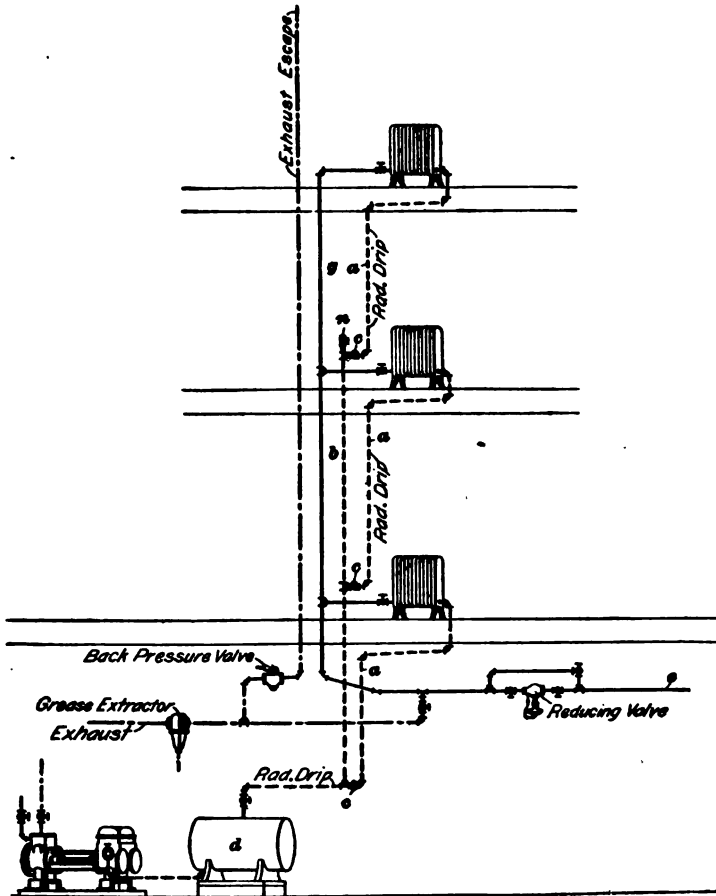 Exhaust Escape
g
a
Rad. Drip
n
c
b
a
Rad. Drip
c
a
Back Pressure Valve
Grease Extractor
Exhaust
e
Reducing Valve
Rad. Drip
c
d